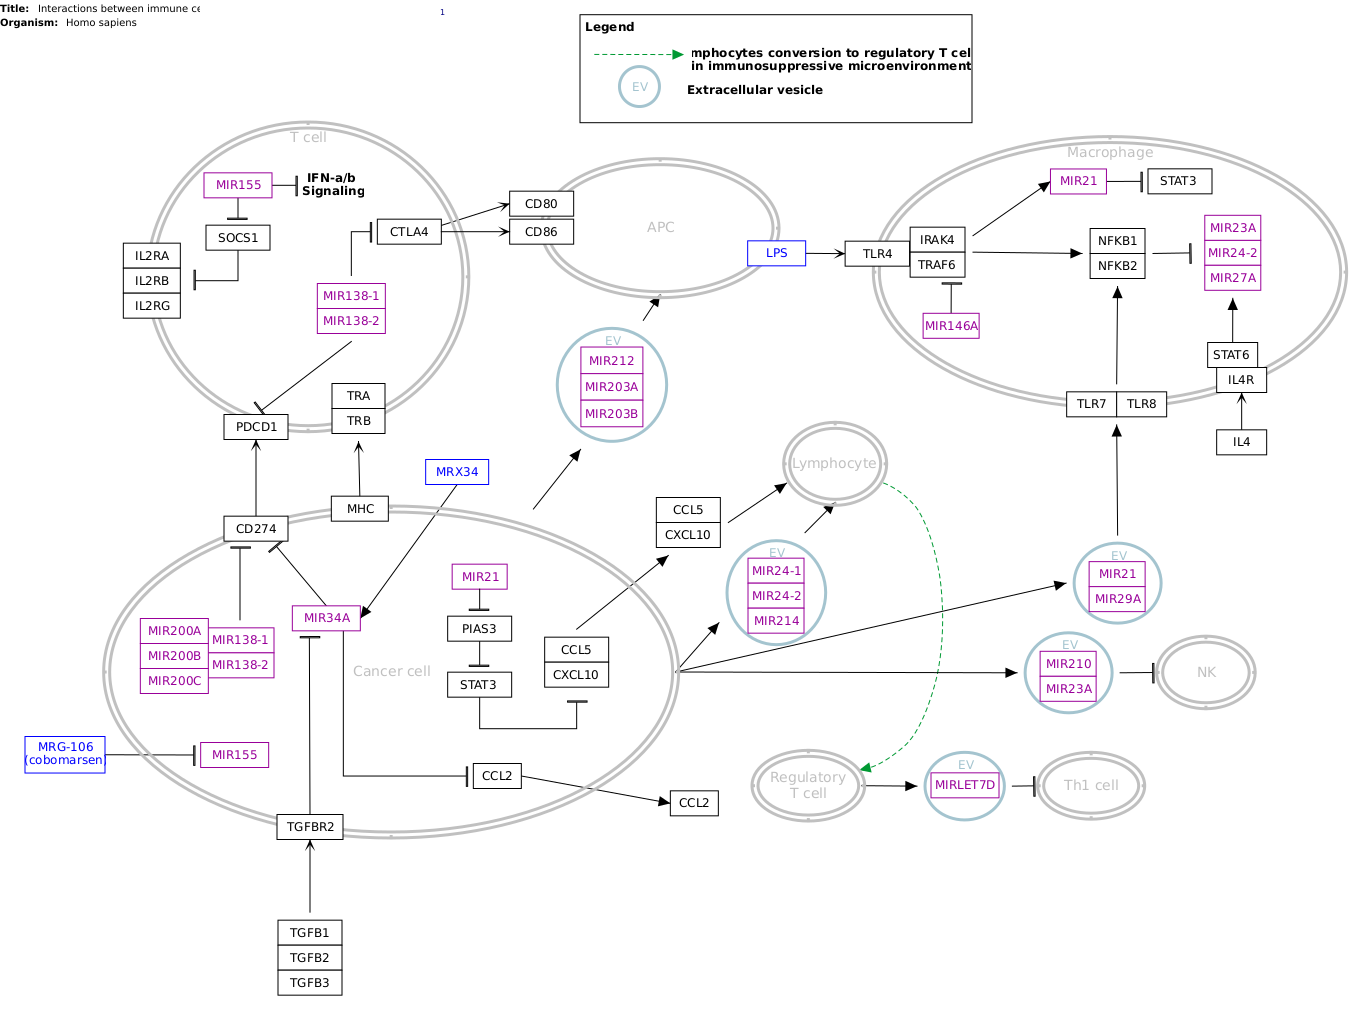 Title: Interactions between immune ce
Organism: Homo sapiens
1
Legend
mphocytes conversion to regulatory T cel
in immunosuppressive microenvironment
EV
Extracellular vesicle
T cell
MIR155
IFN-a/b
Signaling
SOCS1
IL2RA
IL2RB
IL2RG
CTLA4
MIR138-1
MIR138-2
CD80
CD86
APC
LPS
Macrophage
MIR21
STAT3
TLR4
IRAK4
TRAF6
NFKB1
NFKB2
MIR23A
MIR24-2
MIR27A
MIR146A
STAT6
IL4R
IL4
TLR7
TLR8
TRA
TRB
PDCD1
EV
MIR212
MIR203A
MIR203B
MRX34
MHC
CD274
Lymphocyte
CCL5
CXCL10
EV
MIR24-1
MIR24-2
MIR214
EV
MIR21
MIR29A
MIR21
PIAS3
STAT3
CCL5
CXCL10
MIR34A
MIR200A
MIR200B
MIR200C
MIR138-1
MIR138-2
Cancer cell
EV
MIR210
MIR23A
NK
MRG-106
(cobomarsen)
MIR155
CCL2
CCL2
Regulatory
T cell
EV
MIRLET7D
Th1 cell
TGFBR2
TGFB1
TGFB2
TGFB3